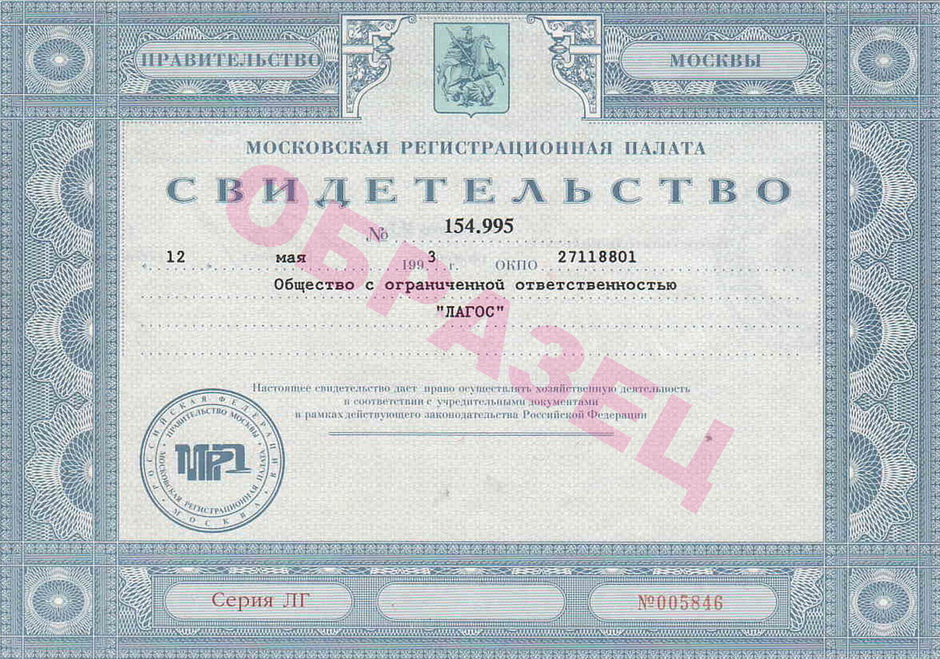 ПРАВИТЕЛЬСТВО МОСКВЫ
МОСКОВСКАЯ РЕГИСТРАЦИОННАЯ ПАЛАТА
СВИДЕТЕЛЬСТВО
№ 154.995
"12" мая 1993 г. ОКПО 27118801
Общество с ограниченной ответственностью
"ЛАГОС"
ОБРАЗЕЦ
Настоящее свидетельство дает право осуществлять хозяйственную деятельность
в соответствии с учредительными документами
в рамках действующего законодательства Российской Федерации
РОССИЙСКАЯ ФЕДЕРАЦИЯ
МОСКВА
ПРАВИТЕЛЬСТВО МОСКВЫ
МОСКОВСКАЯ РЕГИСТРАЦИОННАЯ ПАЛАТА
МРП
Серия ЛГ №005846